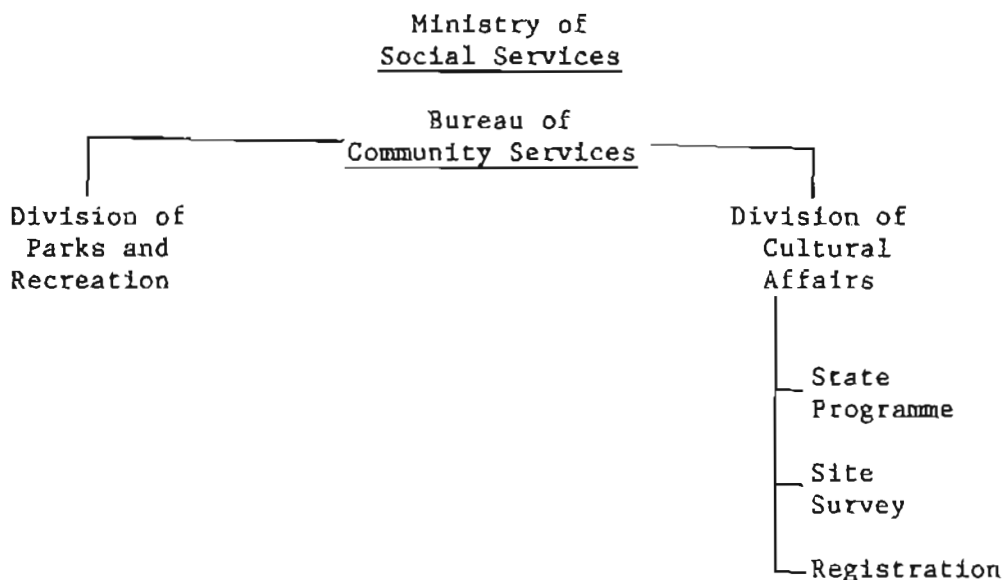 Ministry of
Social Services
Bureau of
Community Services
Division of
Parks and
Recreation
Division of
Cultural
Affairs
State
Programme
Site
Survey
Registration